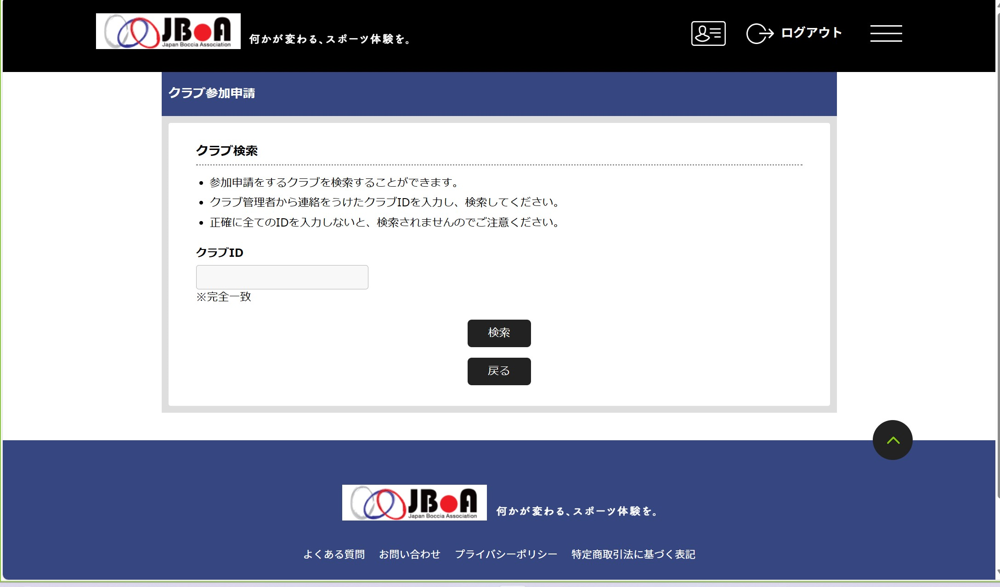 JBoA
Japan Boccia Association
何かが変わる、スポーツ体験を。
ログアウト
クラブ参加申請
クラブ検索
• 参加申請をするクラブを検索することができます。
• クラブ管理者から連絡をうけたクラブIDを入力し、検索してください。
• 正確に全てのIDを入力しないと、検索されませんのでご注意ください。
クラブID
※完全一致
検索
戻る
JBoA
Japan Boccia Association
何かが変わる、スポーツ体験を。
よくある質問 お問い合わせ プライバシーポリシー 特定商取引法に基づく表記